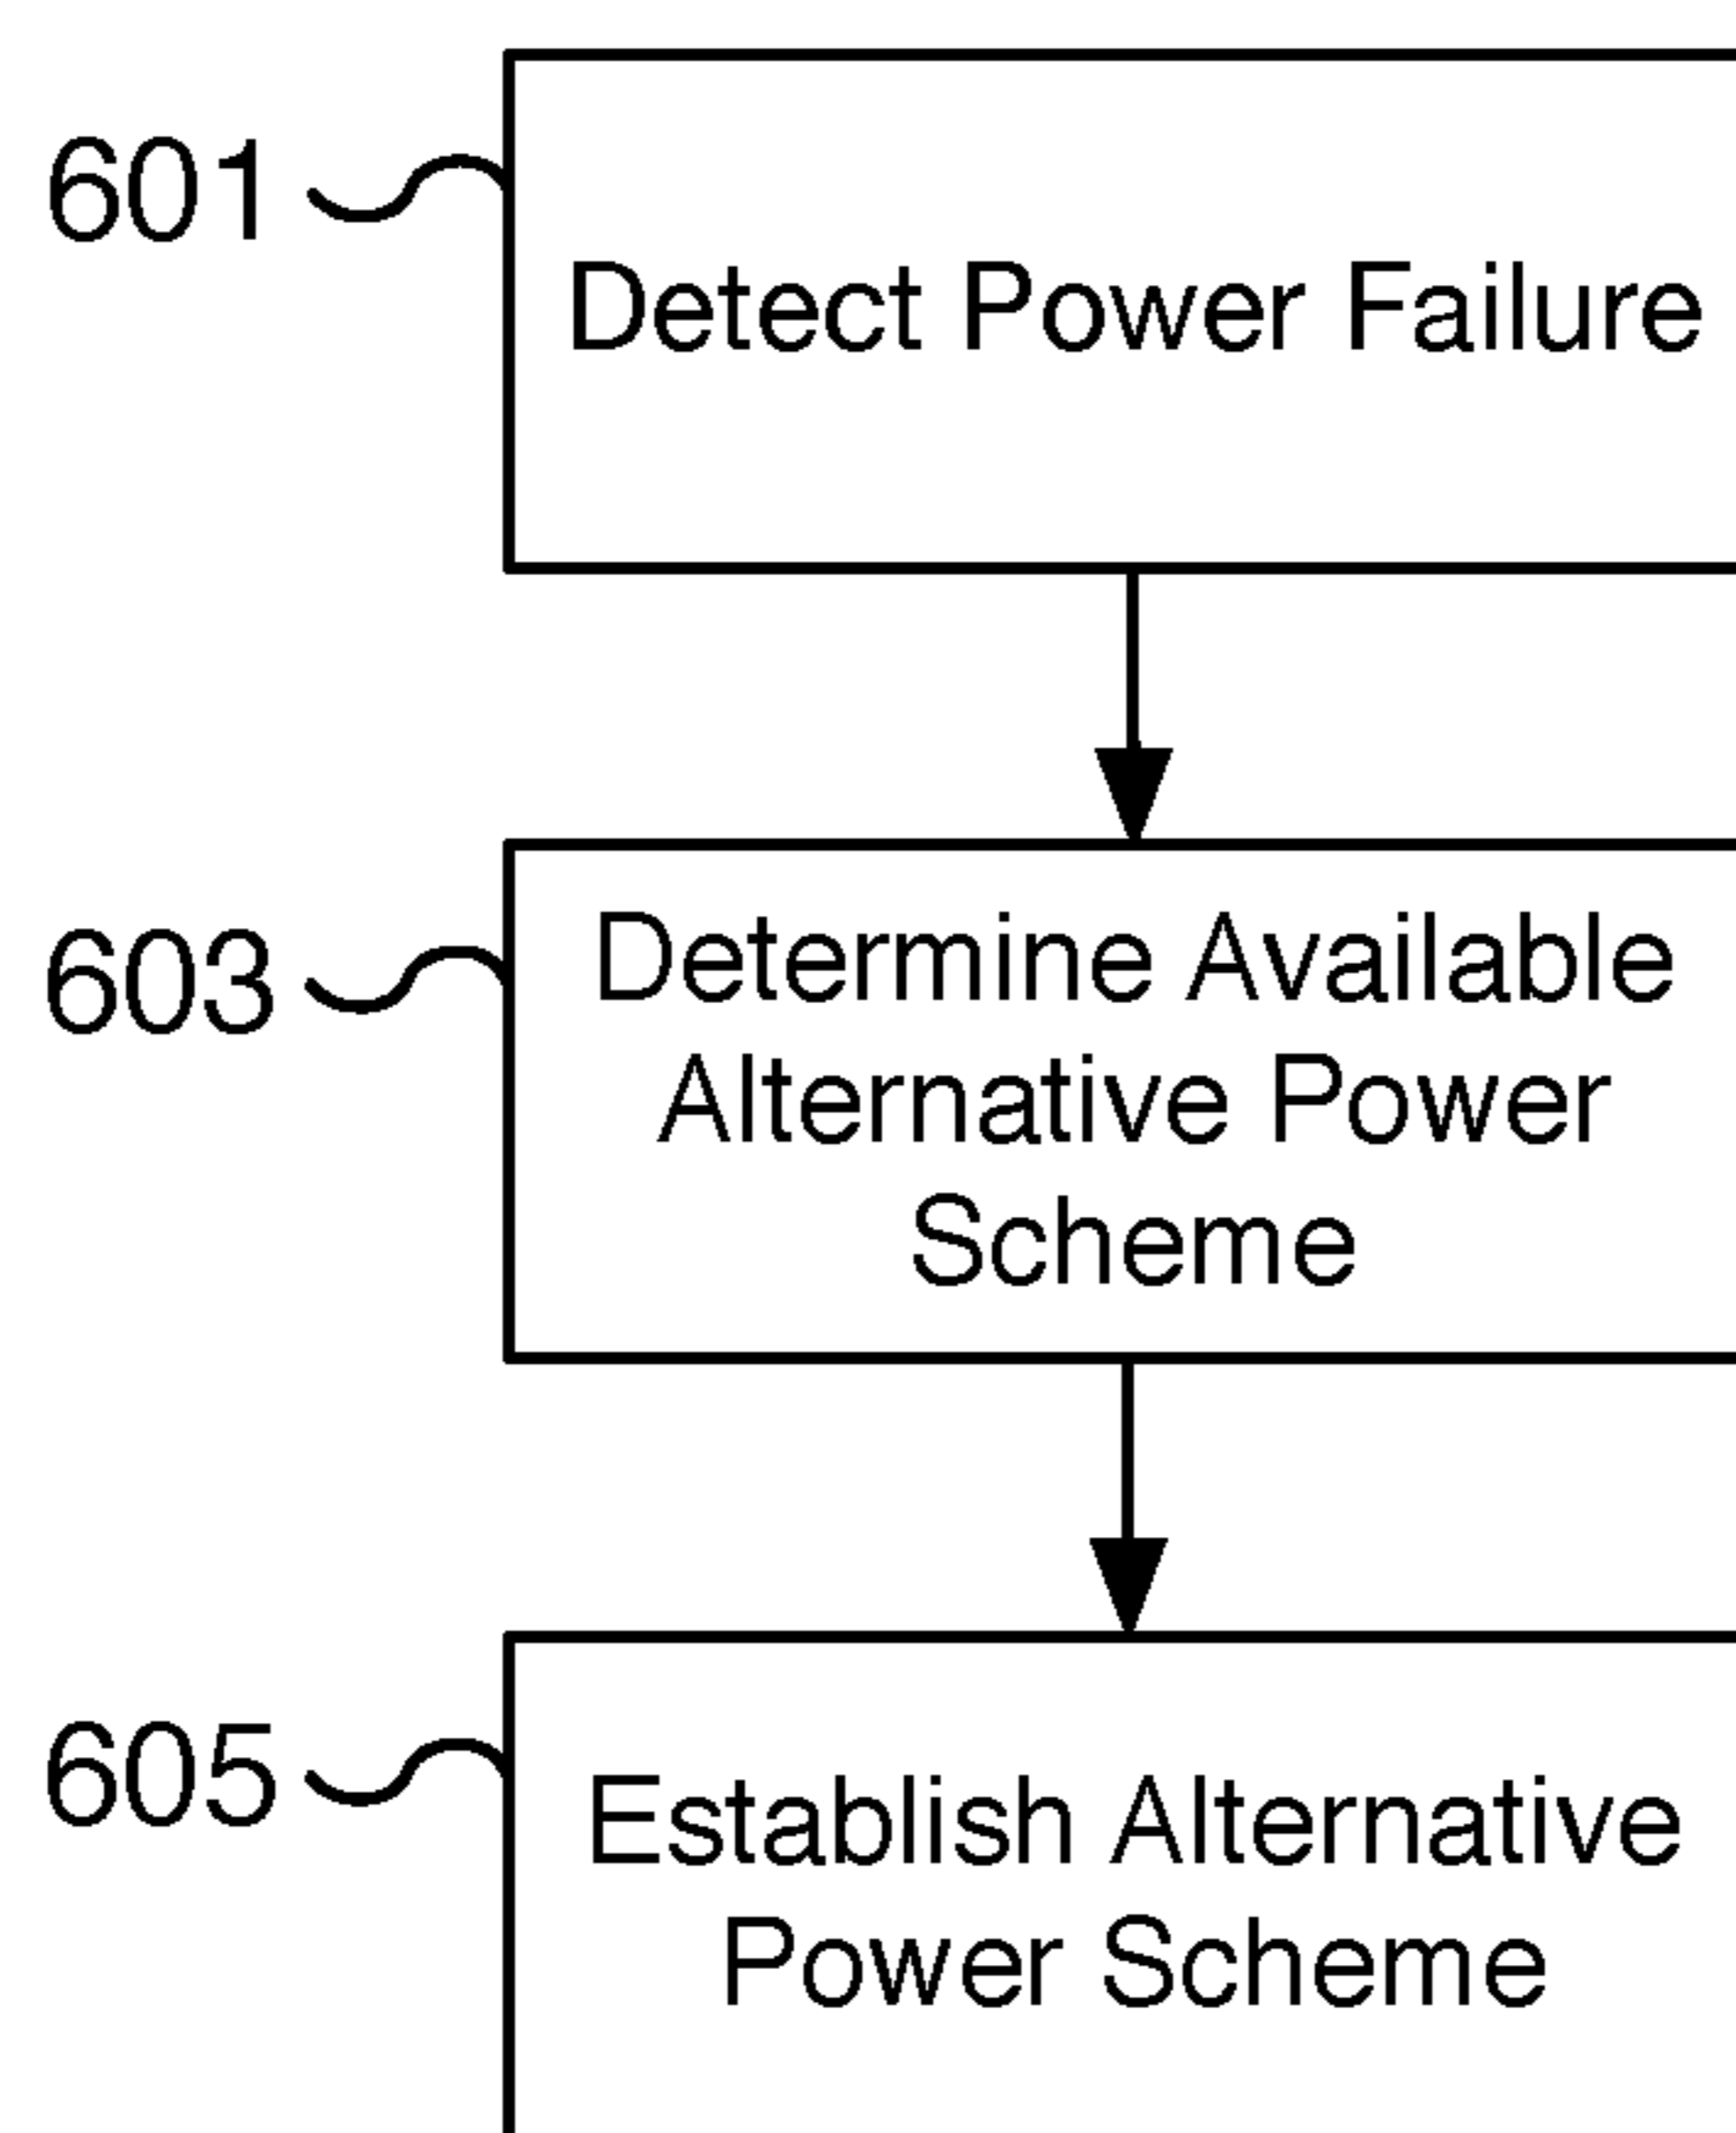 601
Detect Power Failure
603
Determine Available
Alternative Power
Scheme
605
Establish Alternative
Power Scheme